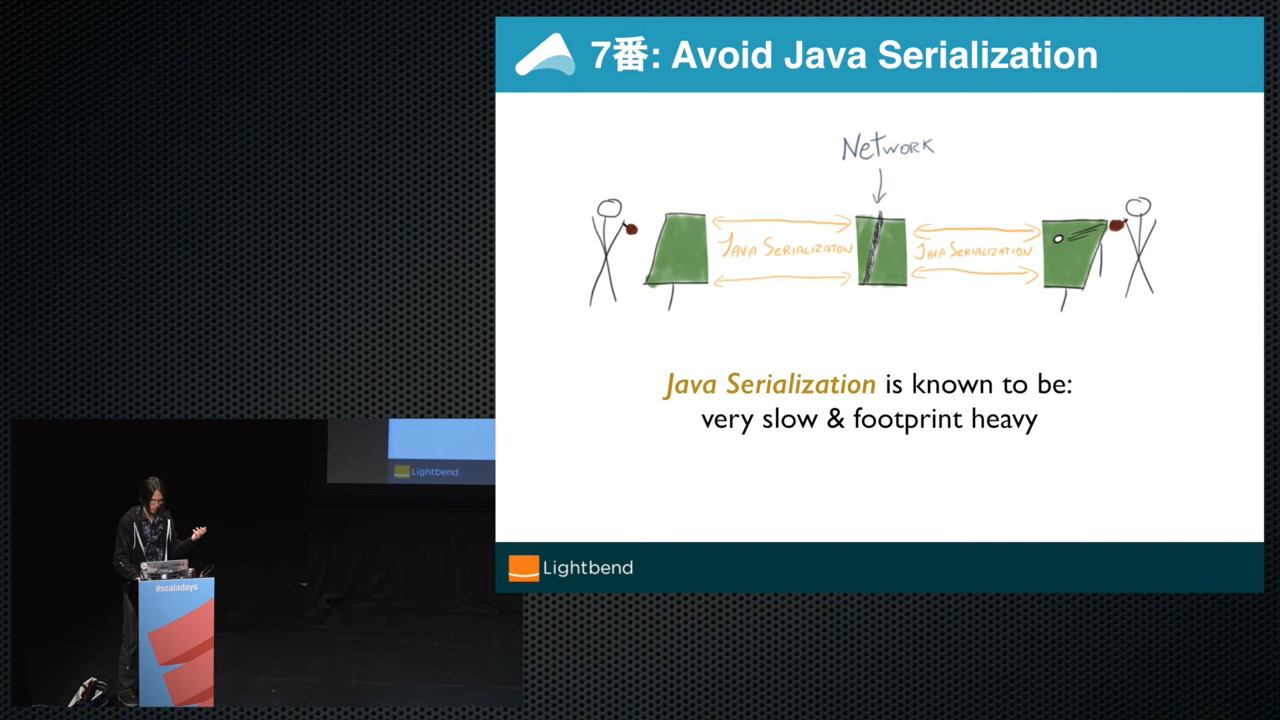 7番: Avoid Java Serialization
Network
Java Serializaton
Java Serialization
Java Serialization is known to be:
very slow & footprint heavy
Lightbend
Lightbend
#scaladays